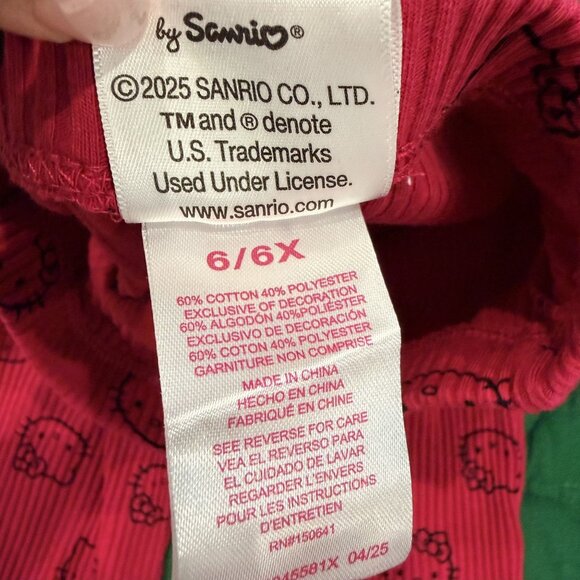 by Sanrio®
©2025 SANRIO CO., LTD.
TM and ® denote
U.S. Trademarks
Used Under License.
www.sanrio.com
6/6X
60% COTTON 40% POLYESTER
EXCLUSIVE OF DECORATION
60% ALGODÓN 40%POLIÉSTER
EXCLUSIVO DE DECORACIÓN
60% COTON 40% POLYESTER
GARNITURE NON COMPRISE
MADE IN CHINA
HECHO EN CHINA
FABRIQUÉ EN CHINE
SEE REVERSE FOR CARE
VEA EL REVERSO PARA
EL CUIDADO DE LAVAR
REGARDER L'ENVERS
POUR LES INSTRUCTIONS
D'ENTRETIEN
RN#150641
04/25